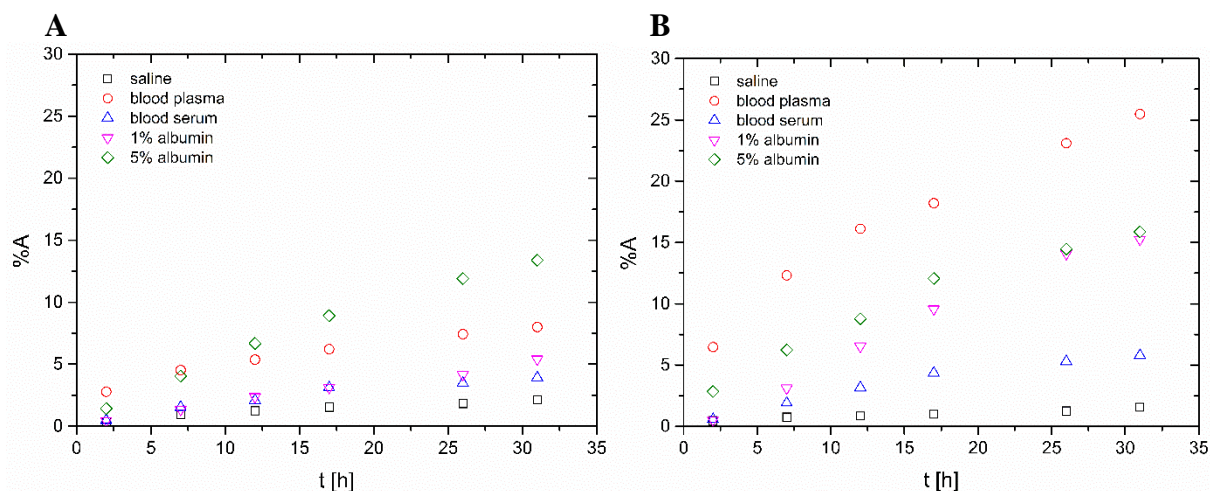 A
30
25
20
15
10
5
0
%A
saline
blood plasma
blood serum
1% albumin
5% albumin
0 5 10 15 20 25 30 35
t [h]
B
30
25
20
15
10
5
0
%A
saline
blood plasma
blood serum
1% albumin
5% albumin
0 5 10 15 20 25 30 35
t [h]